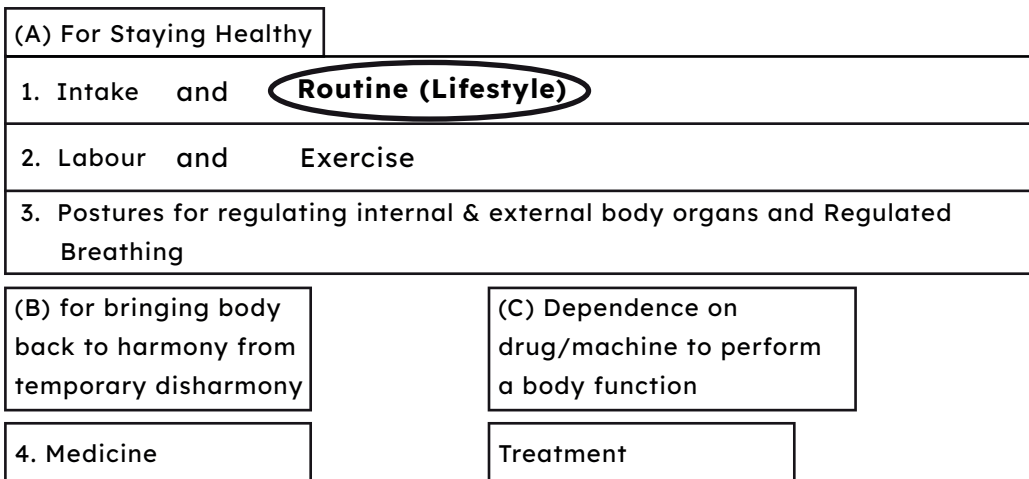 (A) For Staying Healthy
1. Intake and Routine (Lifestyle)
2. Labour and Exercise
3. Postures for regulating internal & external body organs and Regulated
Breathing
(B) for bringing body
back to harmony from
temporary disharmony
(C) Dependence on
drug/machine to perform
a body function
4. Medicine
Treatment